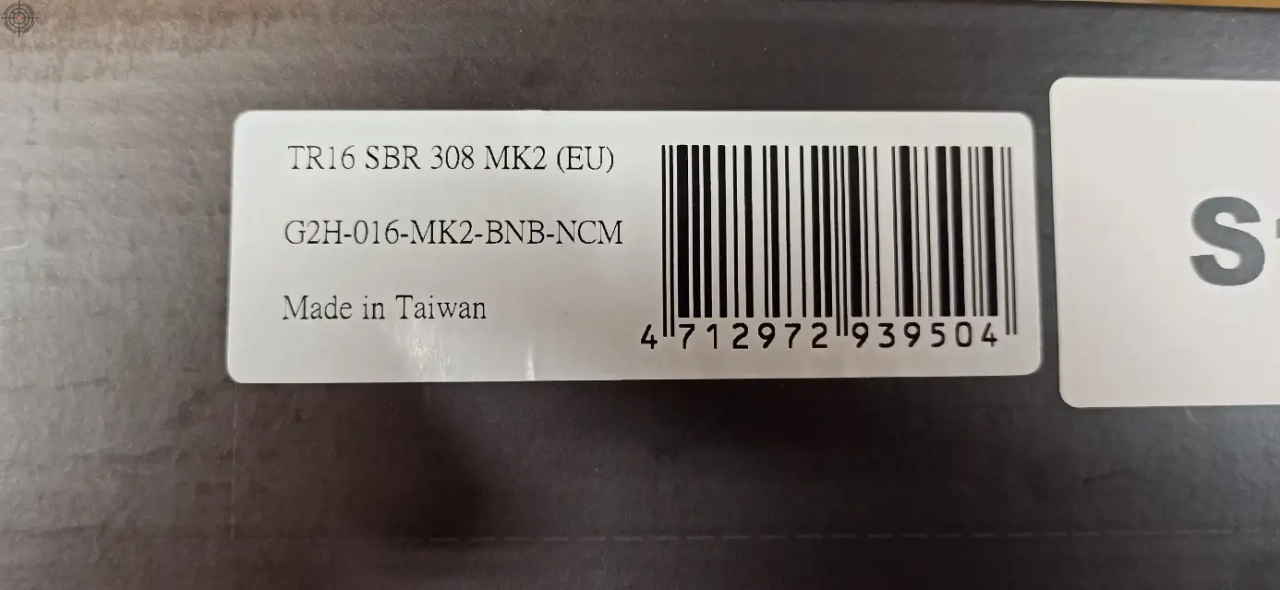 TR16 SBR 308 MK2 (EU)
G2H-016-MK2-BNB-NCM
Made in Taiwan
4 712972 939504